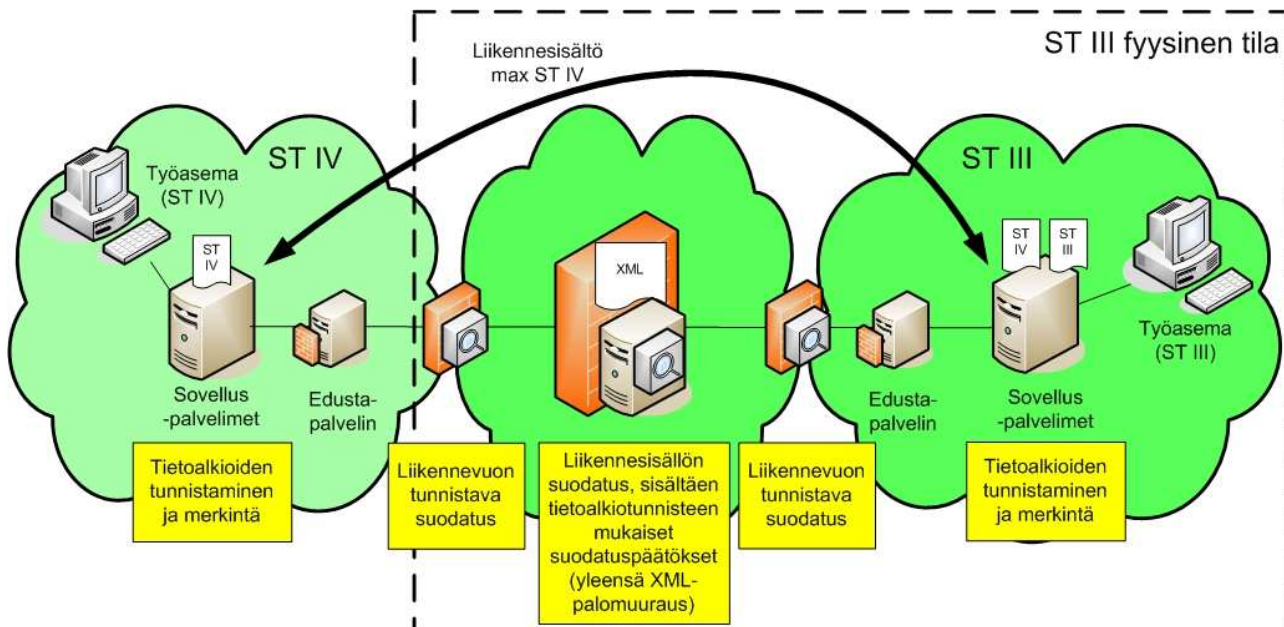 ST III fyysinen tila
Liikennesisältö
max ST IV
ST IV
Työasema
(ST IV)
ST
IV
Sovellus
-palvelimet
Edusta-
palvelin
XML
ST III
ST
IV
ST
III
Työasema
(ST III)
Edusta-
palvelin
Sovellus
-palvelimet
Tietoalkioiden
tunnistaminen
ja merkintä
Liikennevuon
tunnistava
suodatus
Liikennesisällön
suodatus, sisältäen
tietoalkiotunnisteen
mukaiset
suodatuspäätökset
(yleensä XML-
palomuuraus)
Liikennevuon
tunnistava
suodatus
Tietoalkioiden
tunnistaminen
ja merkintä